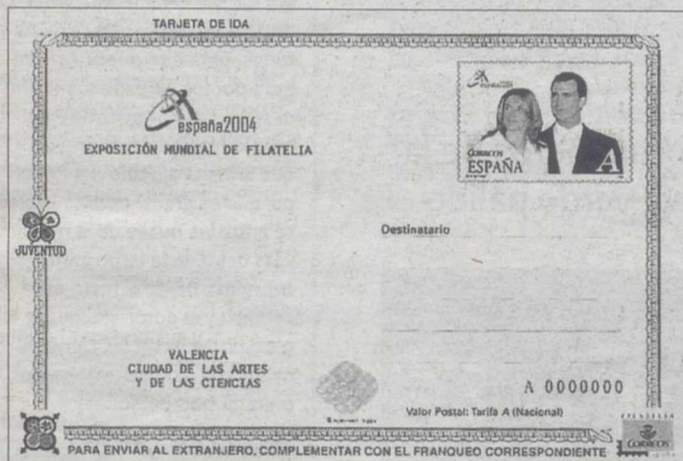 TARJETA DE IDA
españa2004
EXPOSICIÓN MUNDIAL DE FILATELIA
CORREOS
ESPAÑA
A
JUVENTUD
Destinatario
VALENCIA
CIUDAD DE LAS ARTES
Y DE LAS CIENCIAS
A 0000000
Valor Postal: Tarifa A (Nacional)
FILATELIA
CORREOS
PARA ENVIAR AL EXTRANJERO, COMPLEMENTAR CON EL FRANQUEO CORRESPONDIENTE